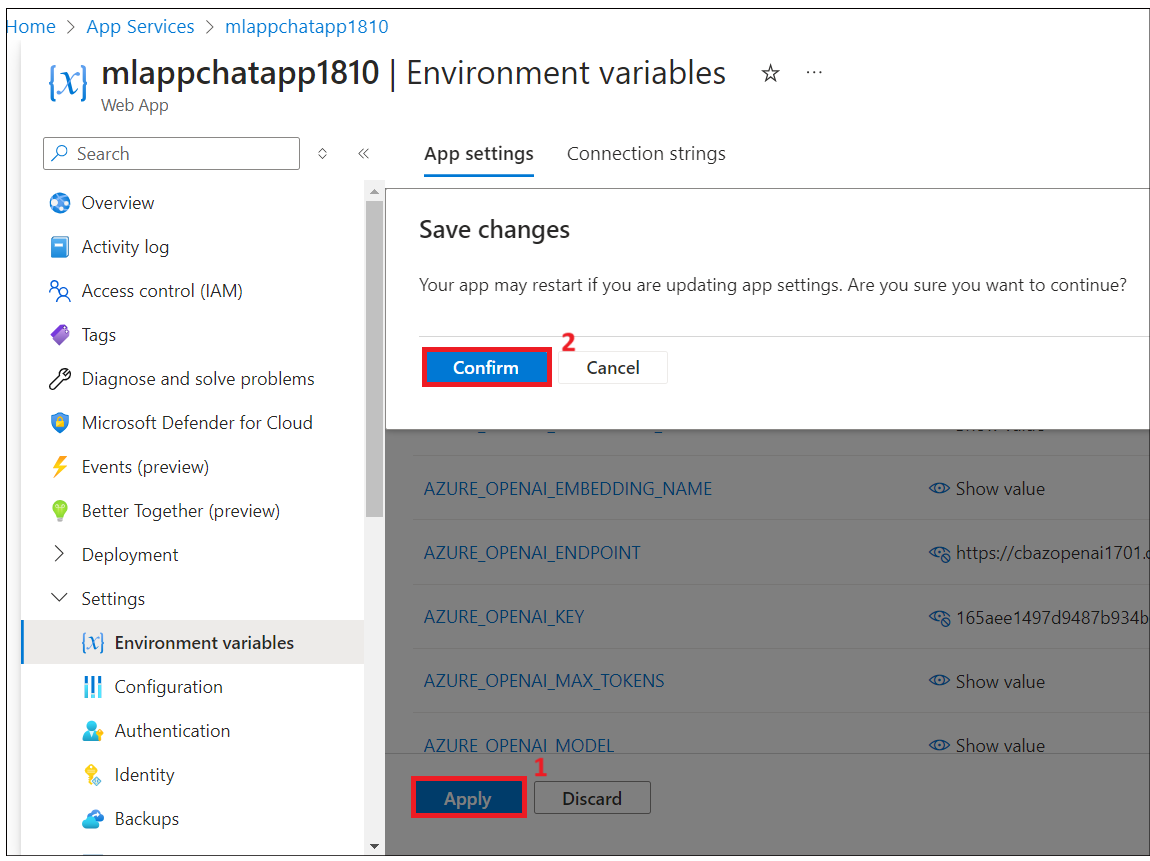 Home > App Services > mlappchatapp1810
mlappchatapp1810 | Environment variables
Web App
Search
App settings Connection strings
Overview
Activity log
Access control (IAM)
Tags
Diagnose and solve problems
Microsoft Defender for Cloud
Events (preview)
Better Together (preview)
Deployment
Settings
Environment variables
Configuration
Authentication
Identity
Backups
Save changes
Your app may restart if you are updating app settings. Are you sure you want to continue?
2
Confirm Cancel
AZURE_OPENAI_EMBEDDING_NAME Show value
AZURE_OPENAI_ENDPOINT https://cbazopenai1701.
AZURE_OPENAI_KEY 165aee1497d9487b934b
AZURE_OPENAI_MAX_TOKENS Show value
AZURE_OPENAI_MODEL Show value
1
Apply Discard